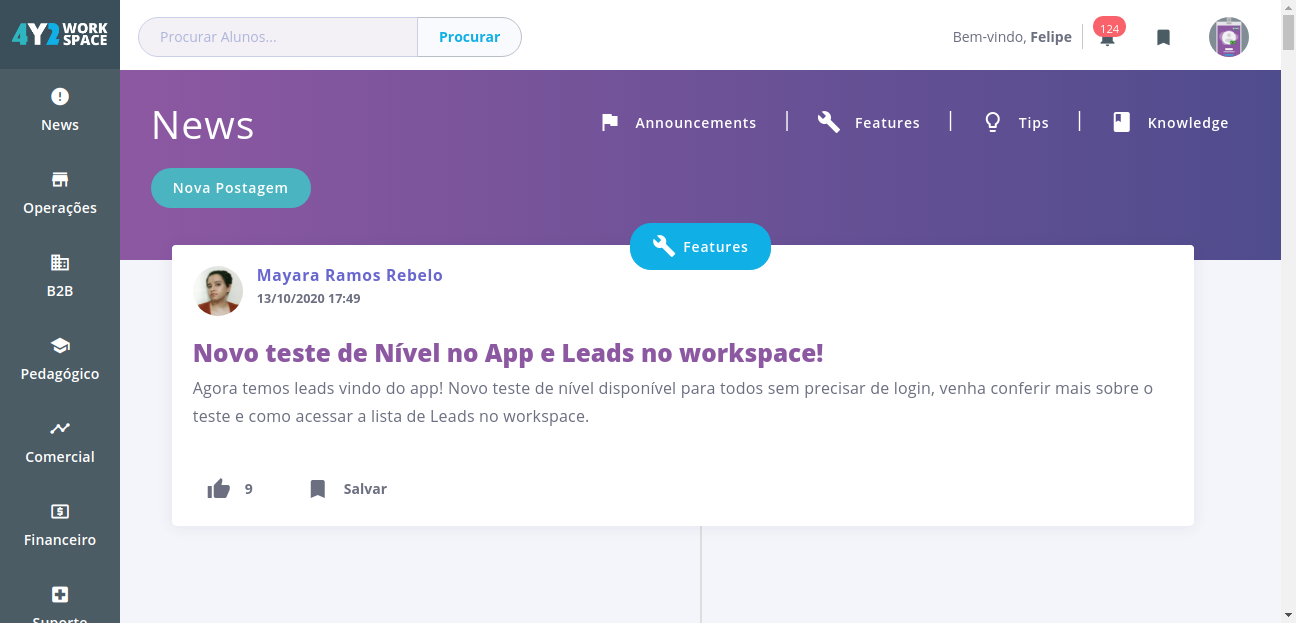 4Y2 WORK
SPACE
Procurar Alunos...
Procurar
Bem-vindo, Felipe
124
News
Operações
B2B
Pedagógico
Comercial
Financeiro
Suporte
News
Announcements
Features
Tips
Knowledge
Nova Postagem
Features
Mayara Ramos Rebelo
13/10/2020 17:49
Novo teste de Nível no App e Leads no workspace!
Agora temos leads vindo do app! Novo teste de nível disponível para todos sem precisar de login, venha conferir mais sobre o
teste e como acessar a lista de Leads no workspace.
9
Salvar